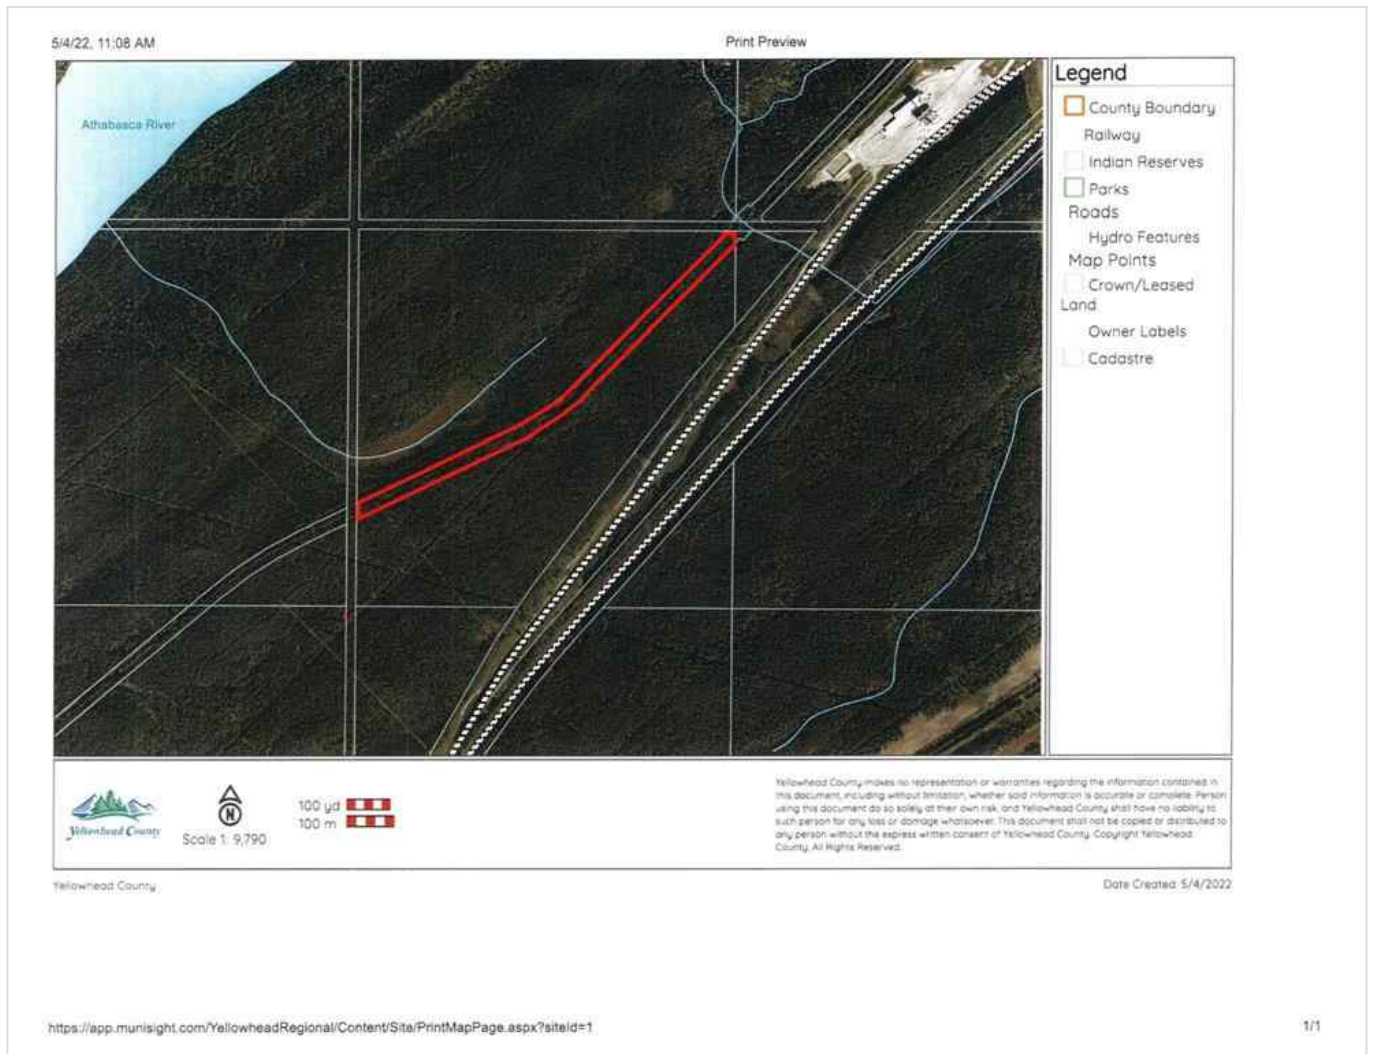 5/4/22, 11:08 AM
Print Preview
Athabasca River
Legend
County Boundary
Railway
Indian Reserves
Parks
Roads
Hydro Features
Map Points
Crown/Leased
Land
Owner Labels
Cadastre
Yellowhead County
Scale 1: 9,790
100 yd
100 m
Yellowhead County makes no representation or warranties regarding the information contained in
this document, including without limitation, whether said information is accurate or complete. Person
using this document do so solely at their own risk, and Yellowhead County shall have no liability to
such person for any loss or damage whatsoever. This document shall not be copied or distributed to
any person without the express written consent of Yellowhead County. Copyright Yellowhead
County. All Rights Reserved.
Yellowhead County
Date Created: 5/4/2022
https://app.munisight.com/YellowheadRegional/Content/Site/PrintMapPage.aspx?siteId=1
1/1